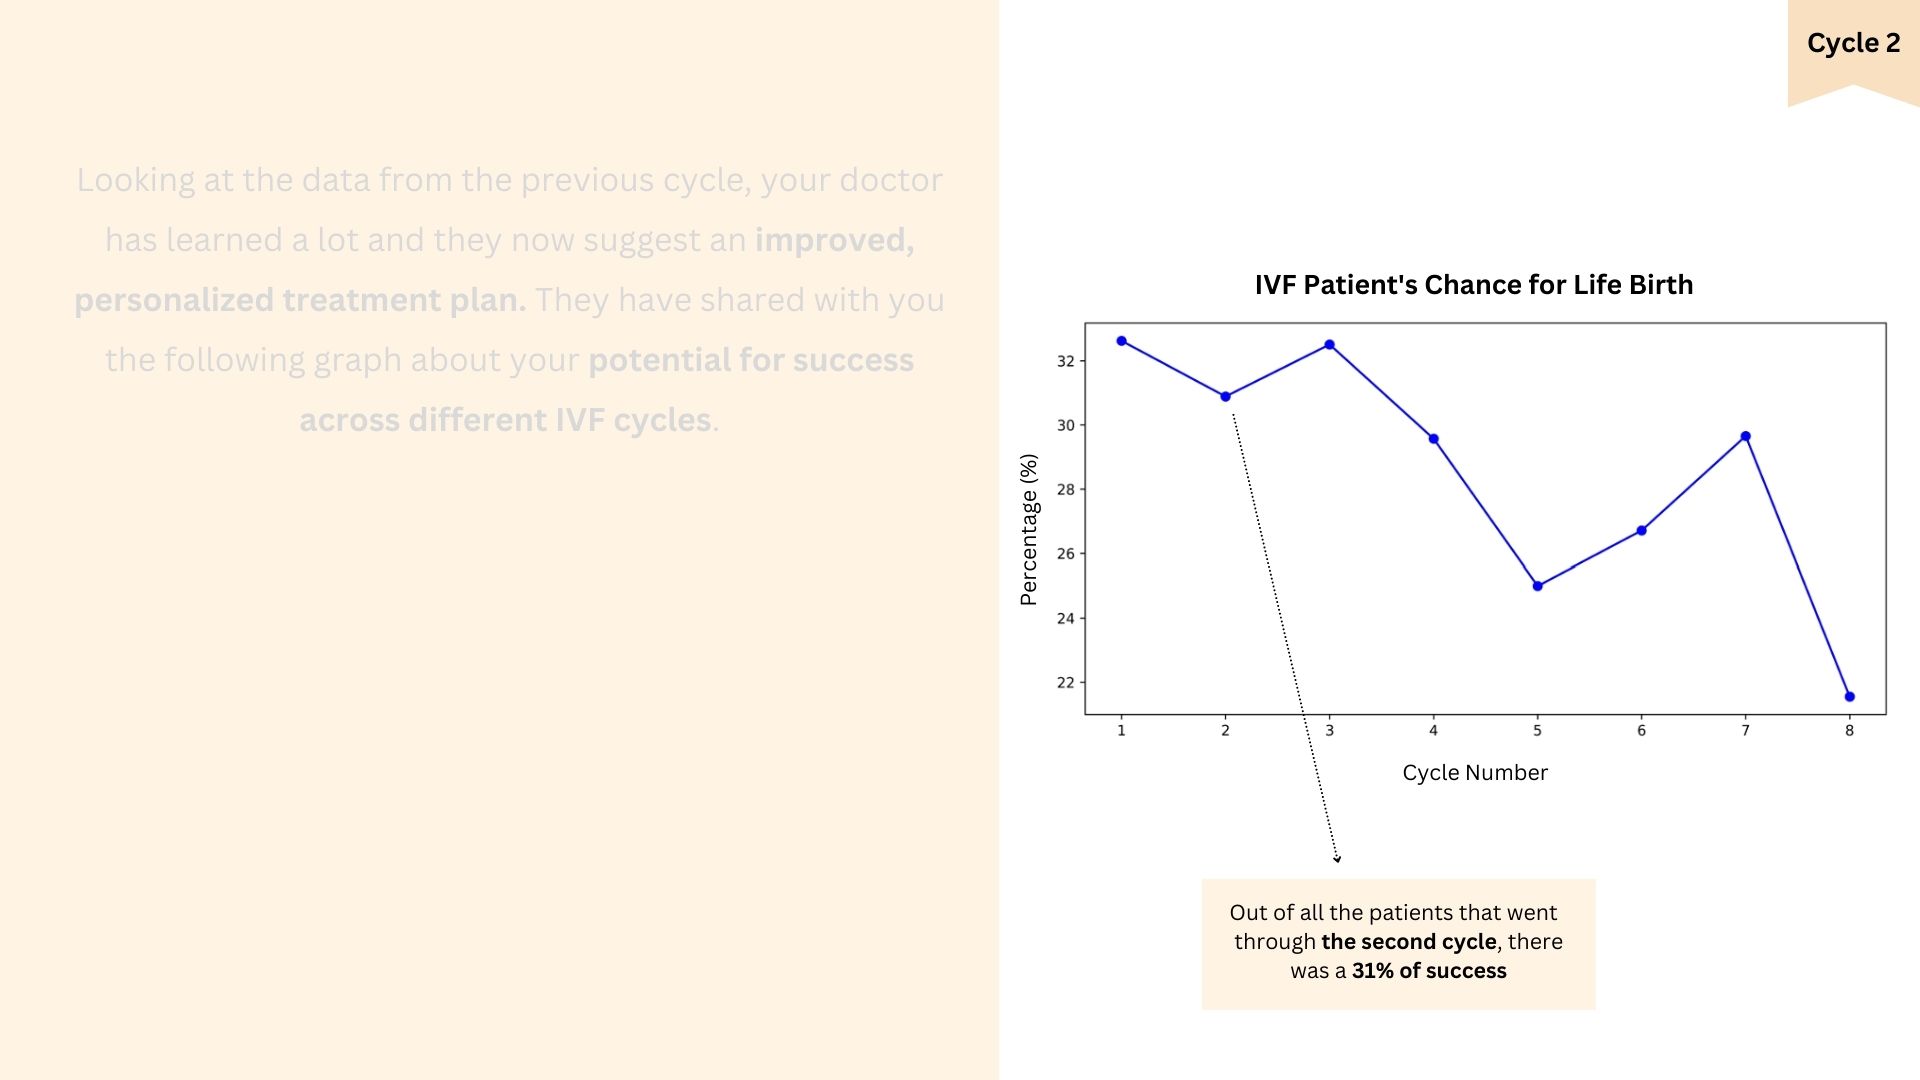 Cycle 2
Looking at the data from the previous cycle, your doctor
has learned a lot and they now suggest an improved,
personalized treatment plan. They have shared with you
the following graph about your potential for success
across different IVF cycles.
IVF Patient's Chance for Life Birth
Percentage (%)
32
30
28
26
24
22
1 2 3 4 5 6 7 8
Cycle Number
Out of all the patients that went
through the second cycle, there
was a 31% of success